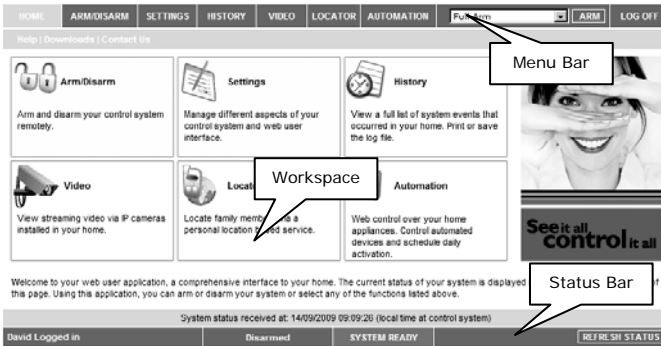 HOME ARM/DISARM SETTINGS HISTORY VIDEO LOCATOR AUTOMATION Full Arm ARM LOG OFF
Help | Downloads | Contact Us
Menu Bar
Arm/Disarm
Arm and disarm your control system
remotely.
Settings
Manage different aspects of your
control system and web user
interface.
History
View a full list of system events that
occurred in your home. Print or save
the log file.
Video
View streaming video via IP cameras
installed in your home.
Workspace
Locate family a
personal location service.
Automation
Web control over your home
appliances. Control automated
devices and schedule daily
activation.
See it all
control it all
Welcome to your web user application, a comprehensive interface to your home. The current status of your system is displayed of
this page. Using this application, you can arm or disarm your system or select any of the functions listed above.
Status Bar
System status received at: 14/09/2009 09:09:26 (local time at control system)
David Logged in Disarmed SYSTEM READY REFRESH STATUS